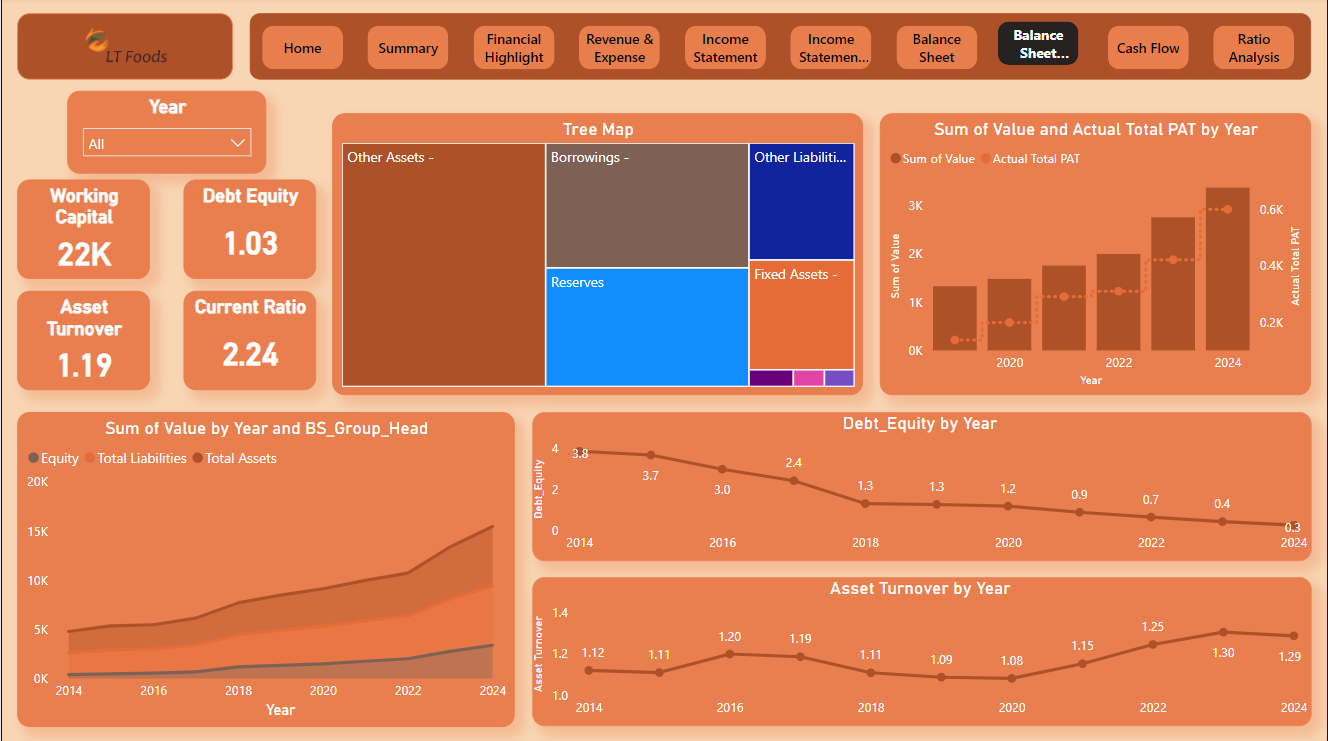 LT Foods
Home
Summary
Financial
Highlight
Revenue &
Expense
Income
Statement
Income
Statemen...
Balance
Sheet
Balance
Sheet...
Cash Flow
Ratio
Analysis
Year
All
Working
Capital
22K
Debt Equity
1.03
Asset
Turnover
1.19
Current Ratio
2.24
Tree Map
Other Assets -
Borrowings -
Other Liabiliti...
Reserves
Fixed Assets -
Sum of Value and Actual Total PAT by Year
Sum of Value Actual Total PAT
Sum of Value
3K
2K
1K
0K
0.6K
0.4K
0.2K
Actual Total PAT
2020 2022 2024
Year
Sum of Value by Year and BS_Group_Head
Equity Total Liabilities Total Assets
20K
15K
10K
5K
0K
2014 2016 2018 2020 2022 2024
Year
Debt_Equity by Year
Debt_Equity
4
2
0
3.8 3.7 3.0 2.4 1.3 1.3 1.2 0.9 0.7 0.4 0.3
2014 2016 2018 2020 2022 2024
Asset Turnover by Year
Asset Turnover
1.4
1.2
1.0
1.12 1.11 1.20 1.19 1.11 1.09 1.08 1.15 1.25 1.30 1.29
2014 2016 2018 2020 2022 2024